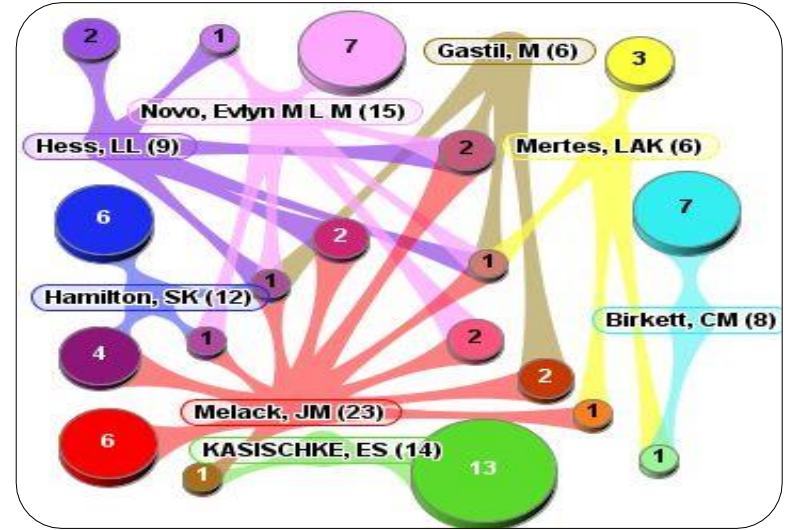 2
1
7
Gastil, M (6)
3
Novo, Evlyn M L M (15)
Hess, LL (9)
2
Mertes, LAK (6)
6
7
2
1
1
Hamilton, SK (12)
Birkett, CM (8)
1
2
4
2
Melack, JM (23)
1
6
KASISCHKE, ES (14)
1
13
1